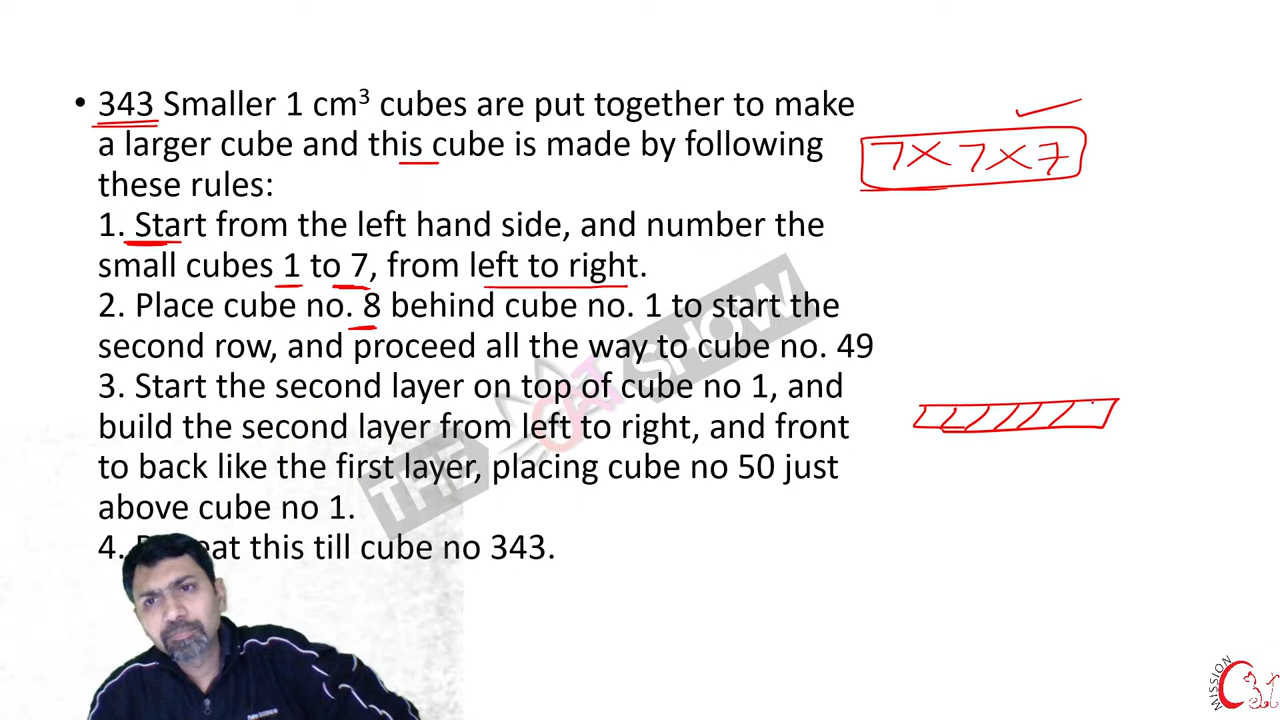 • 343 Smaller 1 cm³ cubes are put together to make
a larger cube and this cube is made by following
these rules:
1. Start from the left hand side, and number the
small cubes 1 to 7, from left to right.
2. Place cube no. 8 behind cube no. 1 to start the
second row, and proceed all the way to cube no. 49
3. Start the second layer on top of cube no 1, and
build the second layer from left to right, and front
to back like the first layer, placing cube no 50 just
above cube no 1.
4. Repeat this till cube no 343.
7×7×7
THE CAT SHOW
MISSION